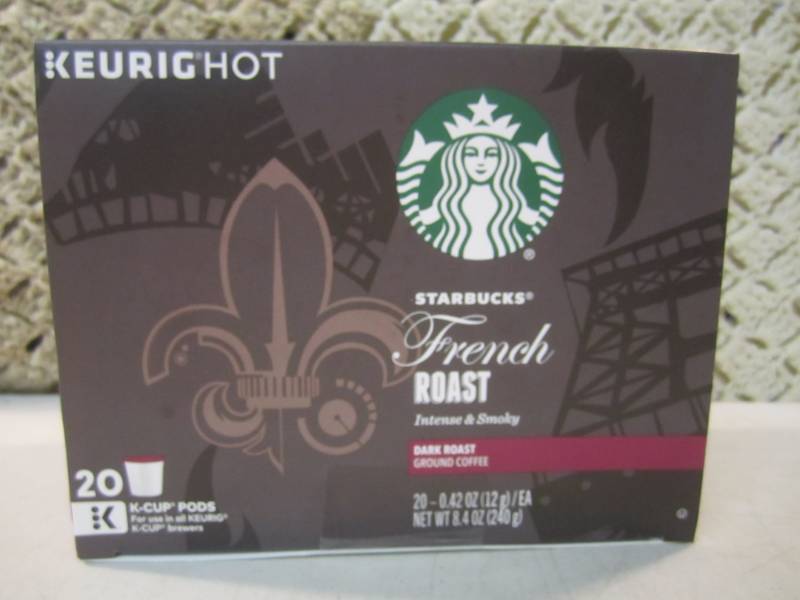 KEURIG® HOT
STARBUCKS®
French
ROAST
Intense & Smoky
DARK ROAST
GROUND COFFEE
20 – 0.42 OZ (12 g) / EA
NET WT 8.4 OZ (240 g)
20
K
K-CUP® PODS
For use in all KEURIG®
K-CUP® brewers